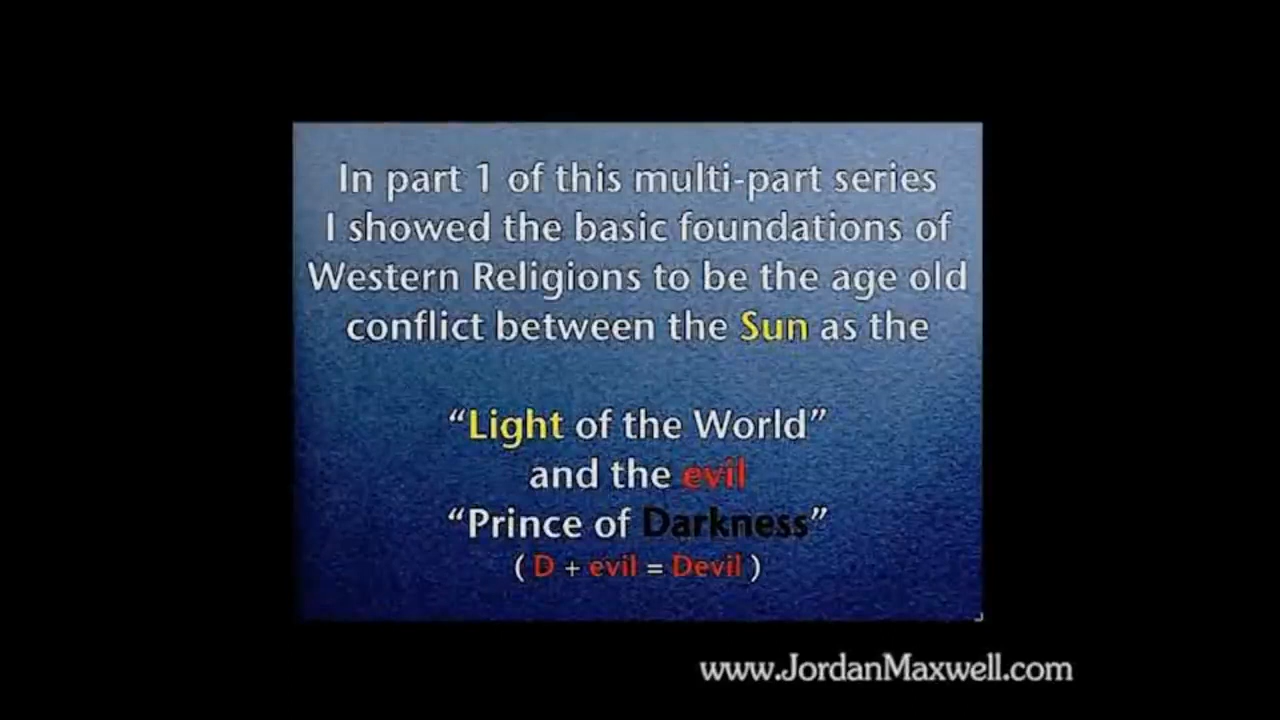 In part 1 of this multi-part series
I showed the basic foundations of
Western Religions to be the age old
conflict between the Sun as the
“Light of the World”
and the evil
“Prince of Darkness”
( D + evil = Devil )
www.JordanMaxwell.com